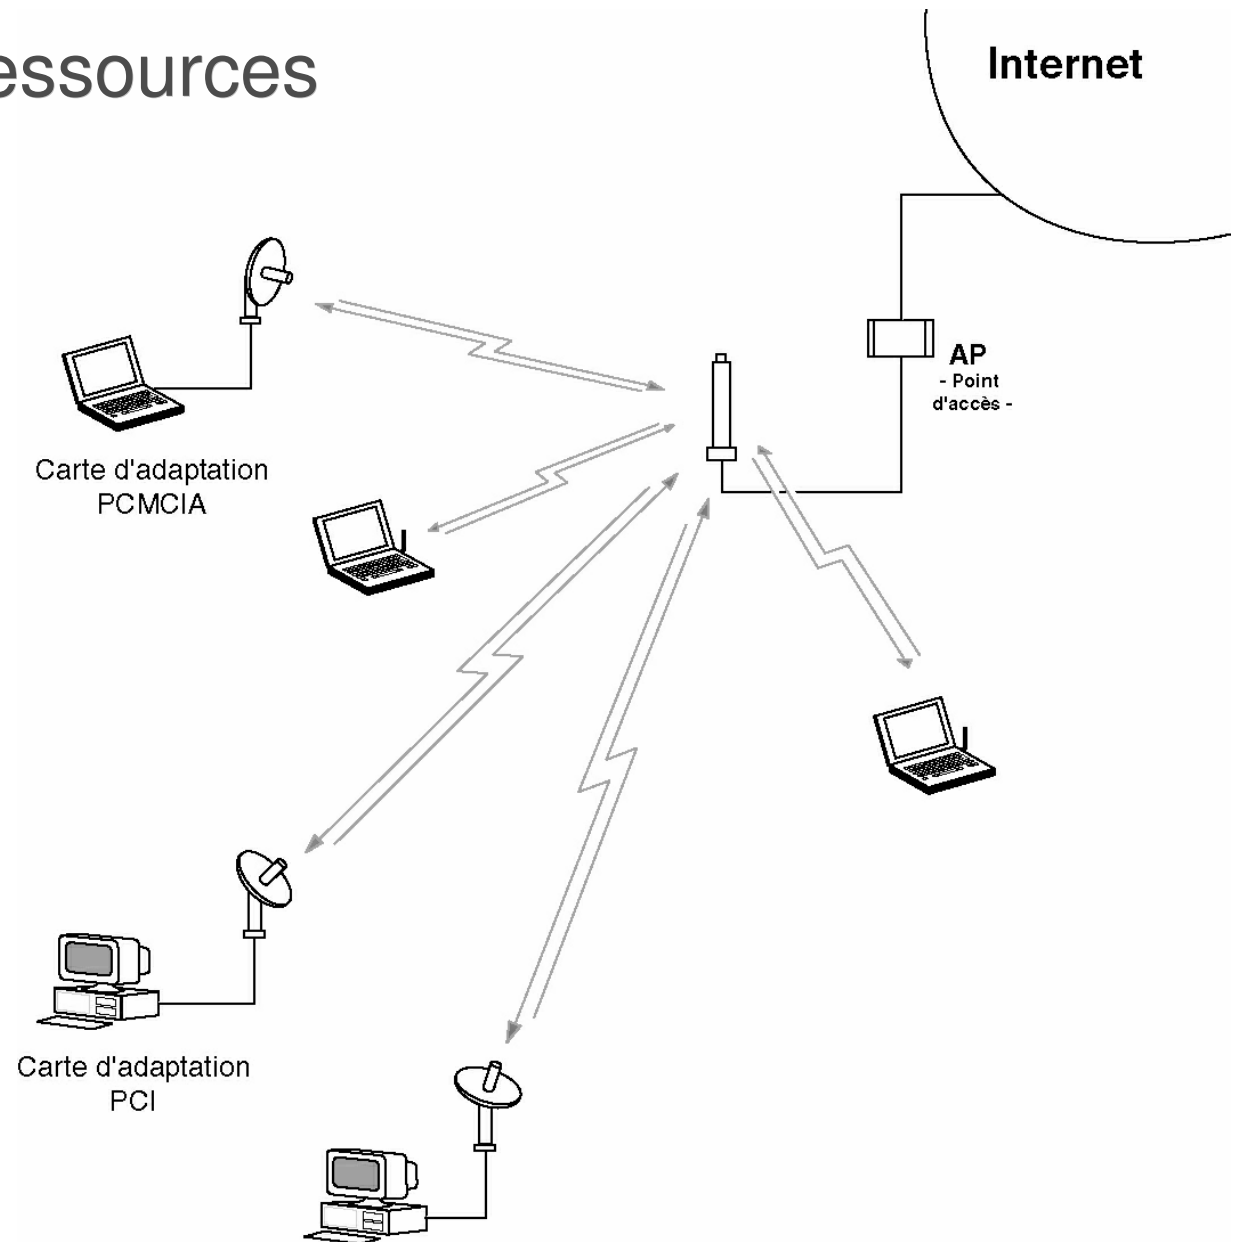 essources
Internet
AP
- Point
d'accès -
Carte d'adaptation
PCMCIA
Carte d'adaptation
PCI